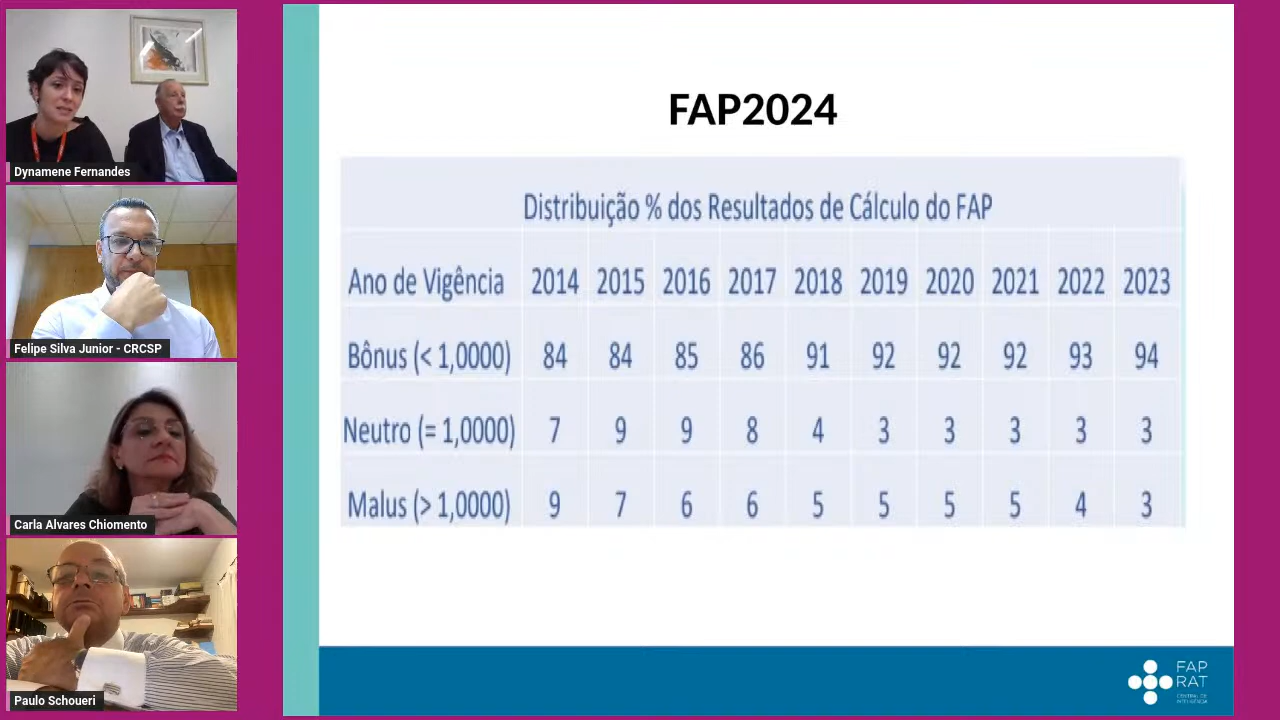 Dynamene Fernandes
Felipe Silva Junior - CRCSP
Carla Alvares Chiomento
Paulo Schoueri
FAP2024
Distribuição % dos Resultados de Cálculo do FAP
Ano de Vigência 2014 2015 2016 2017 2018 2019 2020 2021 2022 2023
Bônus (< 1,0000) 84 84 85 86 91 92 92 92 93 94
Neutro (= 1,0000) 7 9 9 8 4 3 3 3 3 3
Malus (> 1,0000) 9 7 6 6 5 5 5 5 4 3
FAP
RAT
CENTRAL DE
INTELIGÊNCIA